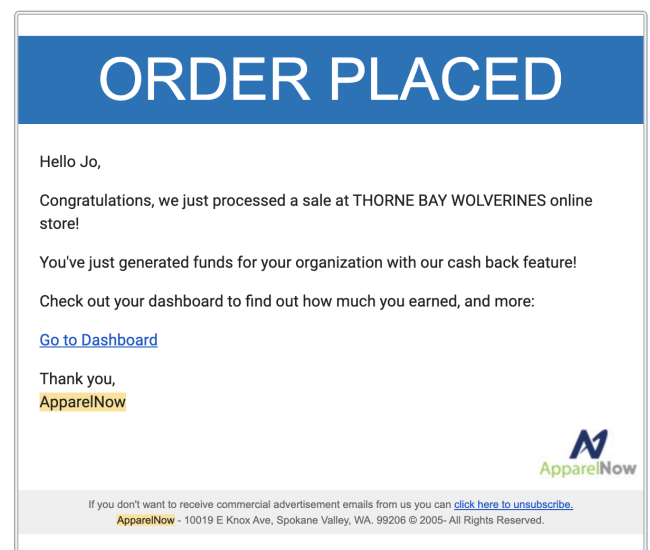 ORDER PLACED
Hello Jo,
Congratulations, we just processed a sale at THORNE BAY WOLVERINES online
store!
You've just generated funds for your organization with our cash back feature!
Check out your dashboard to find out how much you earned, and more:
Go to Dashboard
Thank you,
ApparelNow
ApparelNow
If you don't want to receive commercial advertisement emails from us you can click here to unsubscribe.
ApparelNow - 10019 E Knox Ave, Spokane Valley, WA. 99206 © 2005- All Rights Reserved.